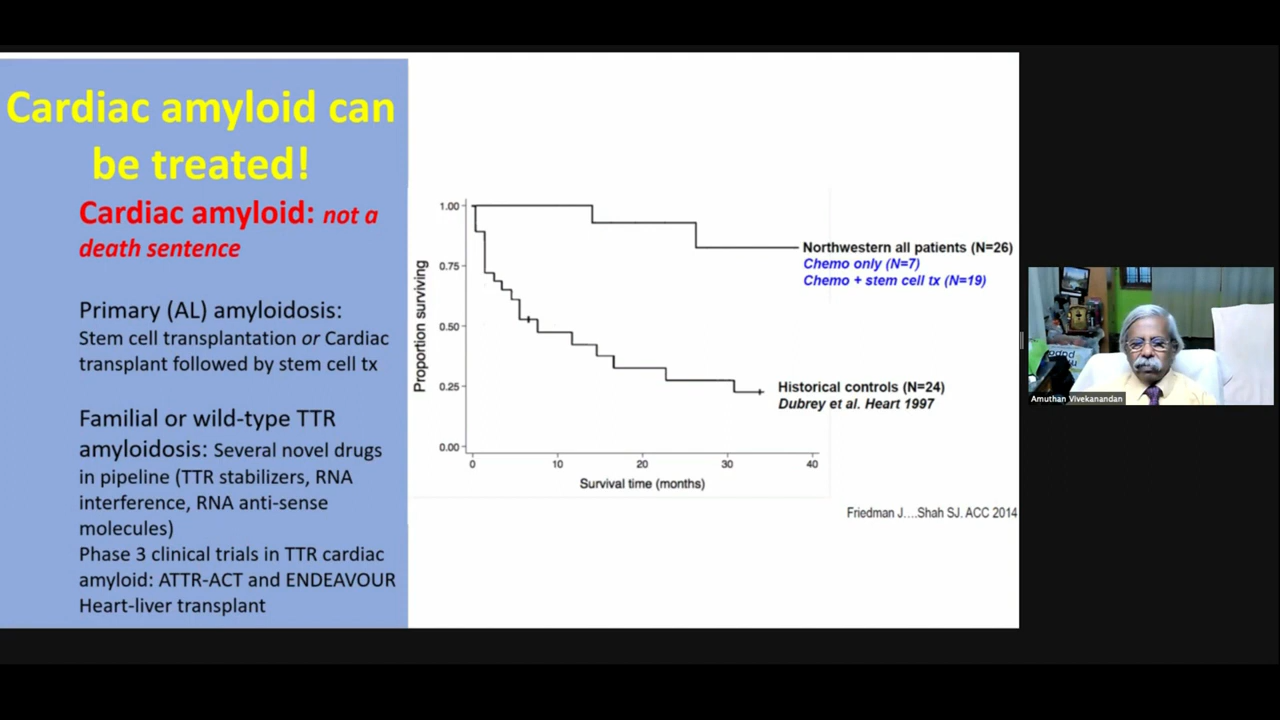 Cardiac amyloid can
be treated!
Cardiac amyloid: not a
death sentence
Primary (AL) amyloidosis:
Stem cell transplantation or Cardiac
transplant followed by stem cell tx
Familial or wild-type TTR
amyloidosis: Several novel drugs
in pipeline (TTR stabilizers, RNA
interference, RNA anti-sense
molecules)
Phase 3 clinical trials in TTR cardiac
amyloid: ATTR-ACT and ENDEAVOUR
Heart-liver transplant
Proportion surviving
1.00
0.75
0.50
0.25
0.00
0
10
20
30
40
Survival time (months)
Northwestern all patients (N=26)
Chemo only (N=7)
Chemo + stem cell tx (N=19)
Historical controls (N=24)
Dubrey et al. Heart 1997
Friedman J....Shah SJ. ACC 2014
Amuthan Vivekanandan